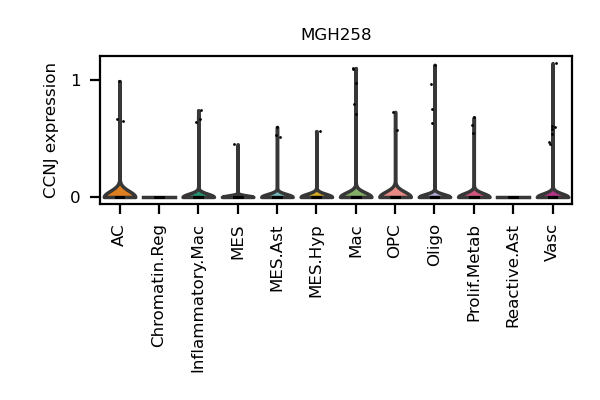 MGH258
CCNJ expression
1
0
AC
Chromatin.Reg
Inflammatory.Mac
MES
MES.Ast
MES.Hyp
Mac
OPC
Oligo
Prolif.Metab
Reactive.Ast
Vasc